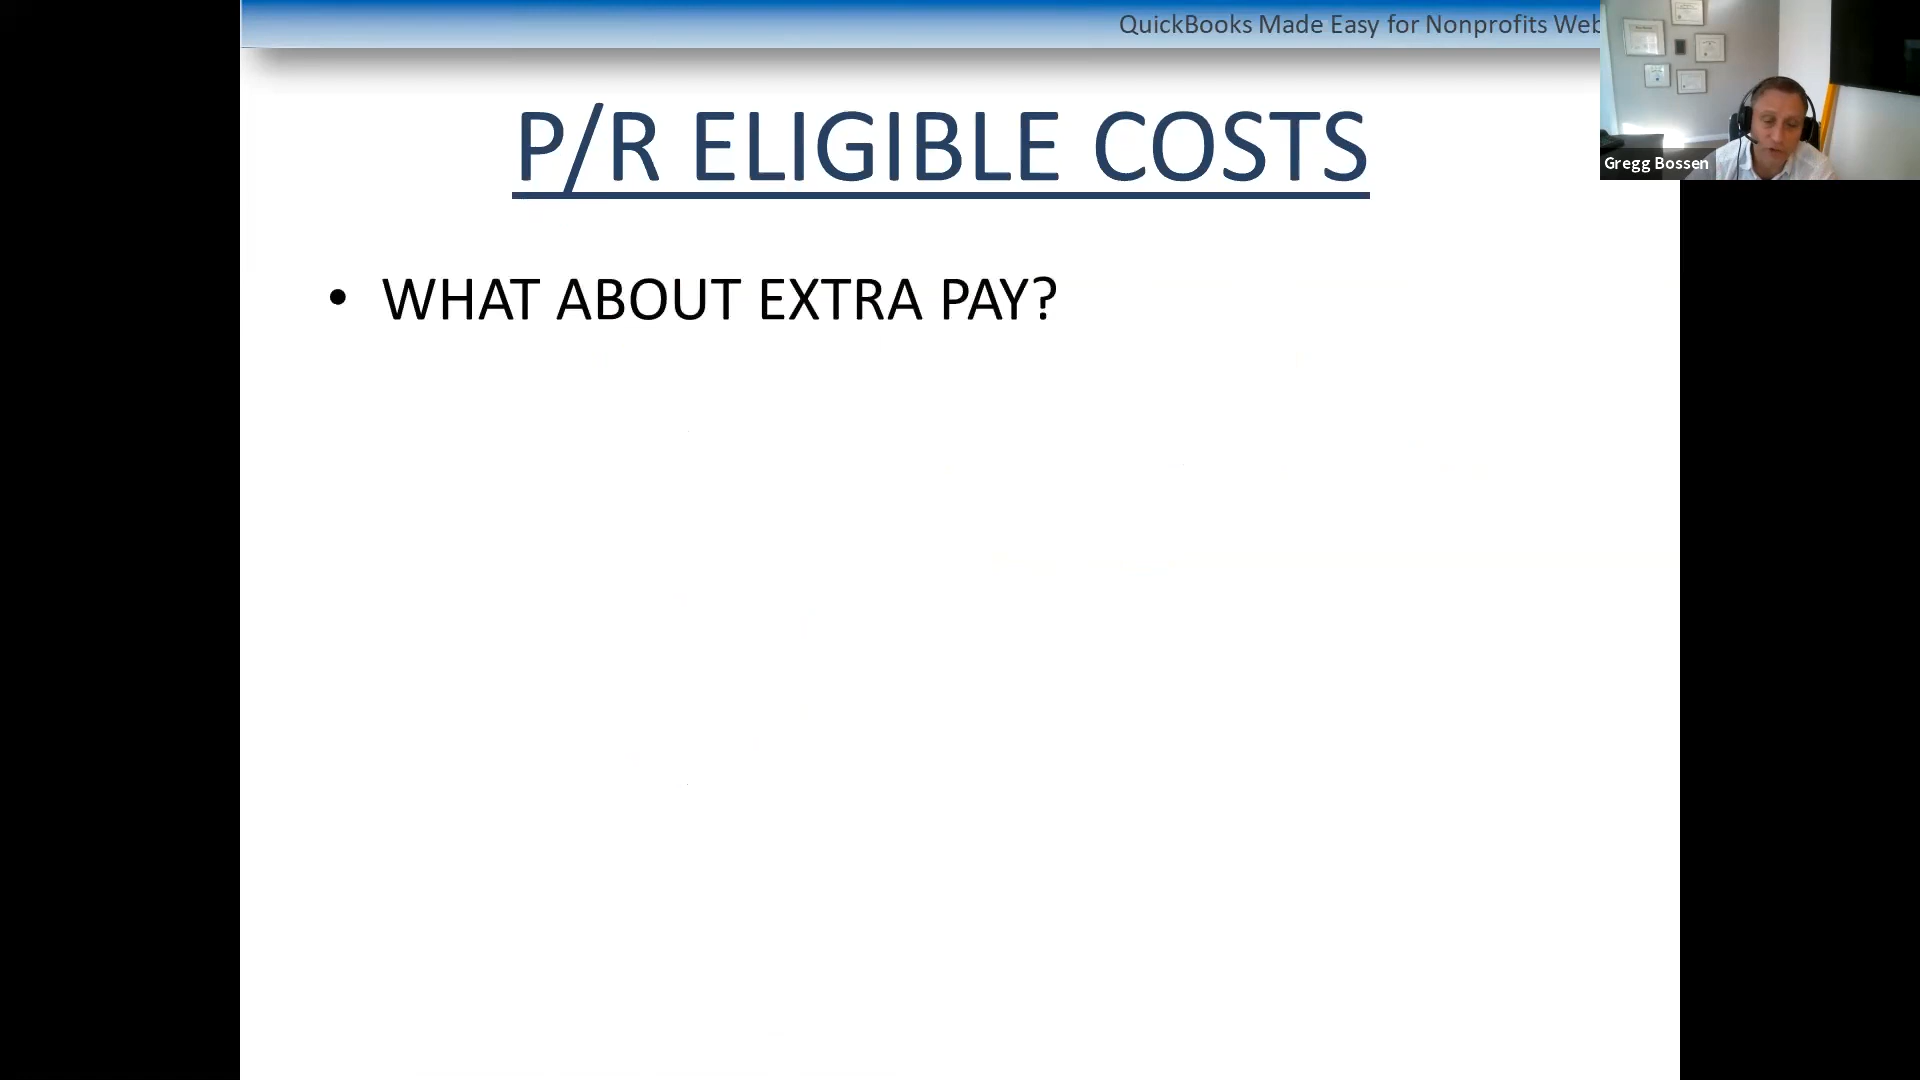 QuickBooks Made Easy for Nonprofits Web
Gregg Bossen
P/R ELIGIBLE COSTS
• WHAT ABOUT EXTRA PAY?